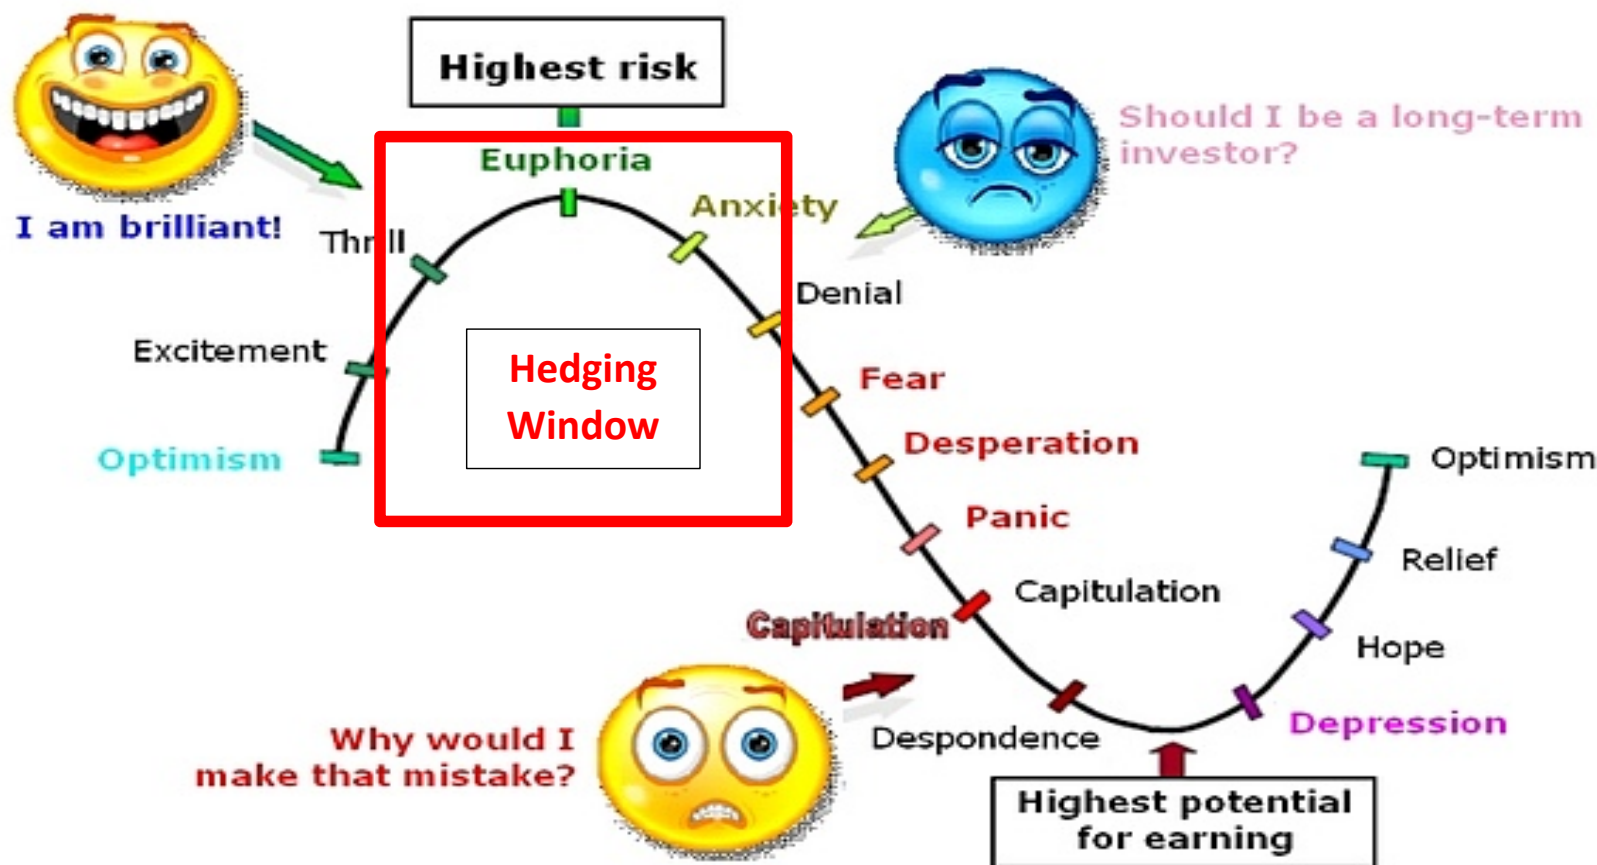 Highest risk
Euphoria
Should I be a long-term
investor?
I am brilliant!
Thrill
Anxiety
Denial
Excitement
Hedging
Window
Fear
Optimism
Desperation
Optimism
Panic
Relief
Capitulation
Capitulation
Hope
Why would I
make that mistake?
Despondence
Depression
Highest potential
for earning